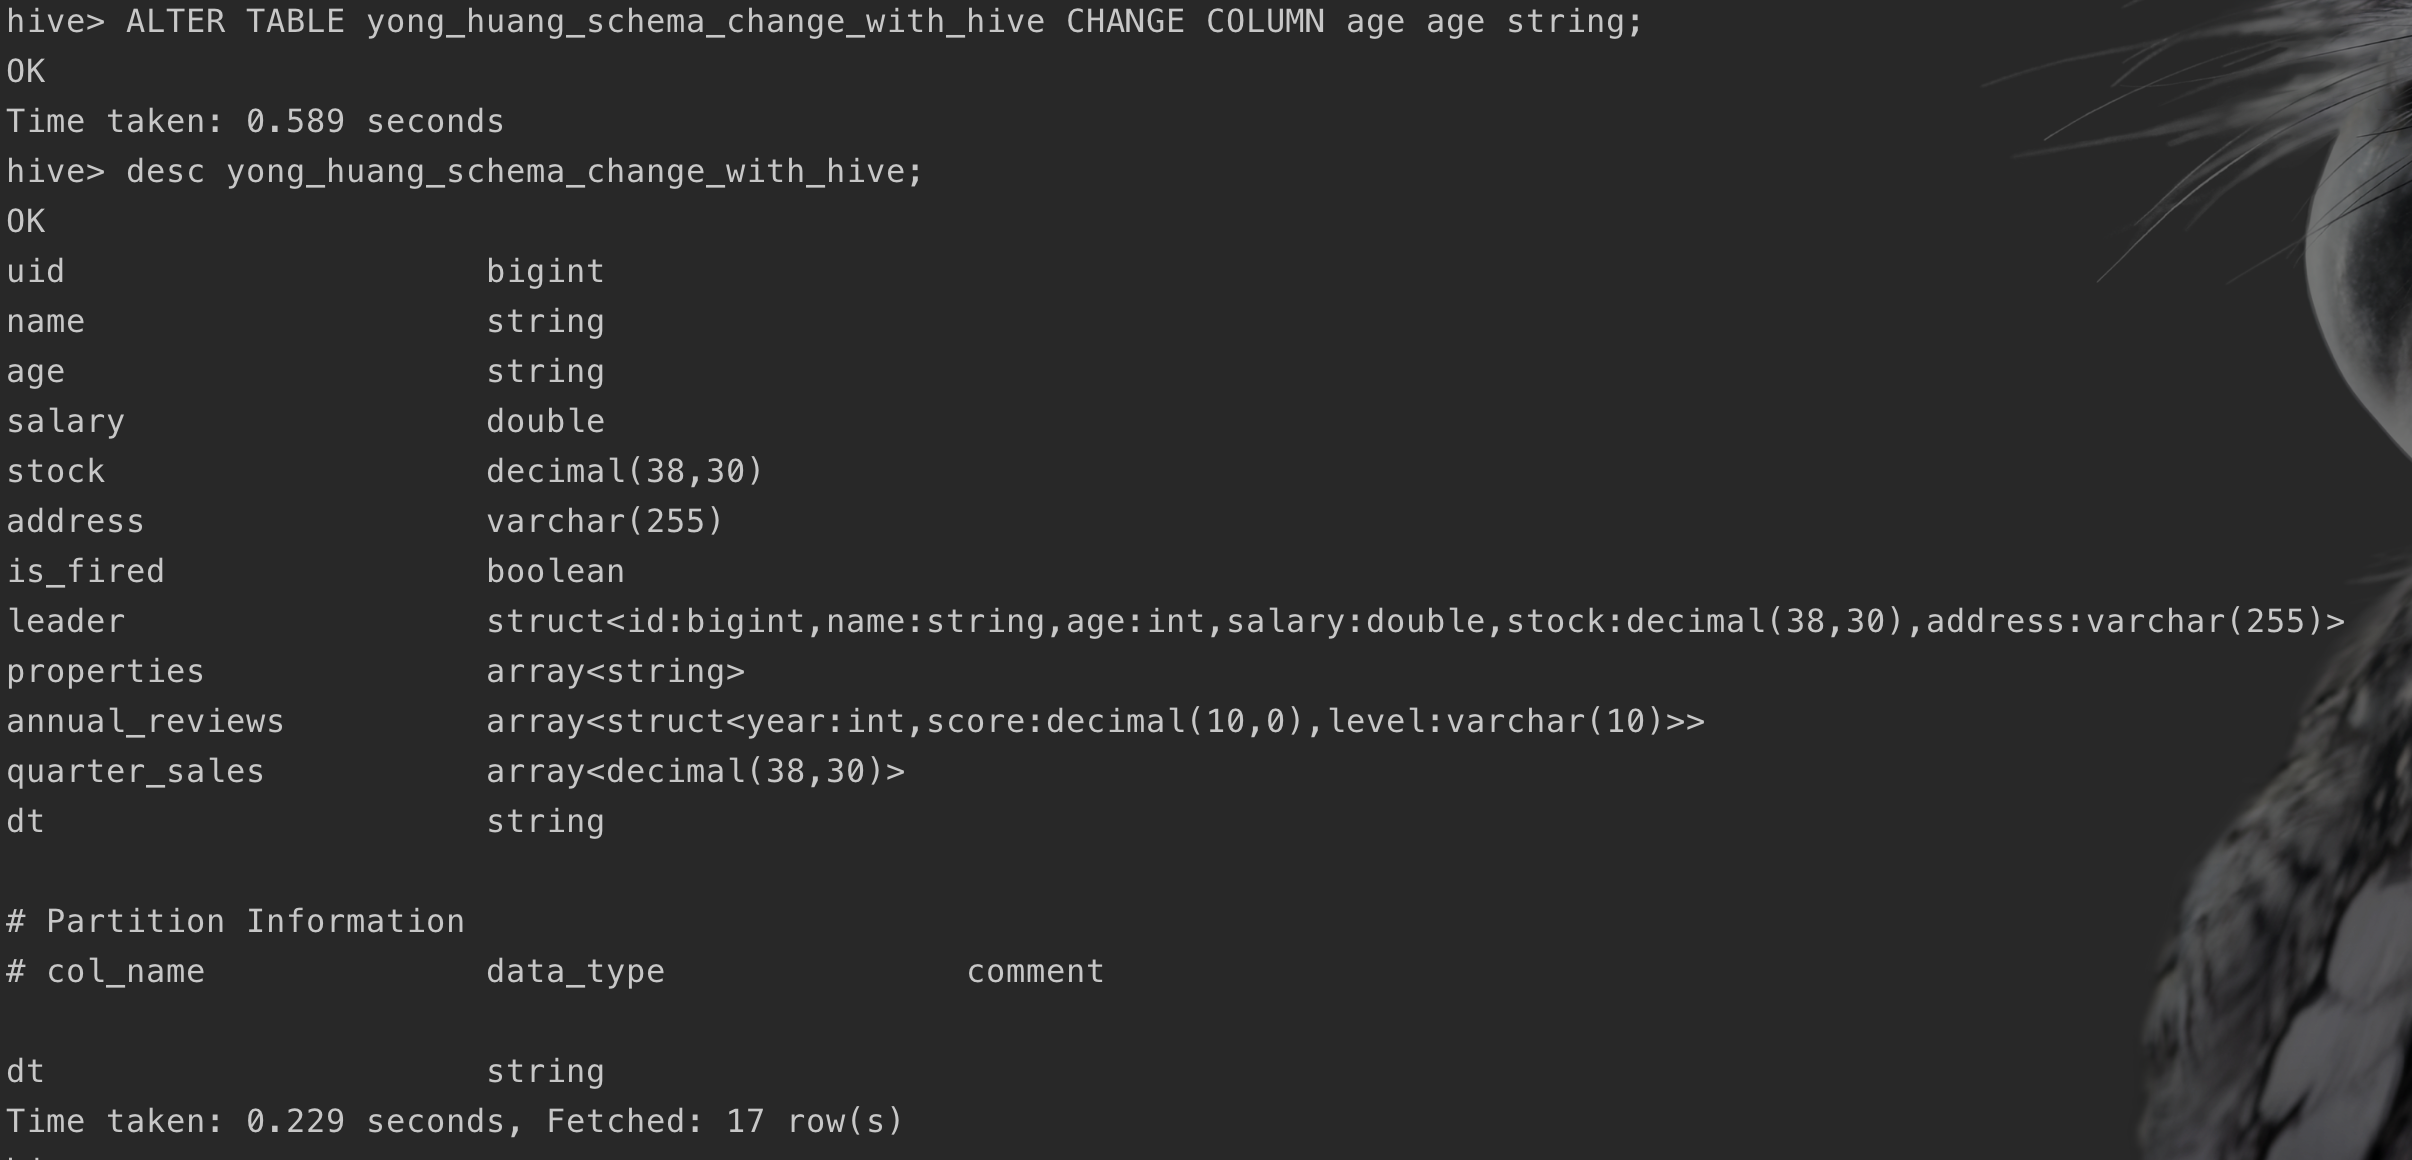 hive> ALTER TABLE yong_huang_schema_change_with_hive CHANGE COLUMN age age string;
OK
Time taken: 0.589 seconds
hive> desc yong_huang_schema_change_with_hive;
OK
uid                     bigint
name                    string
age                     string
salary                  double
stock                   decimal(38,30)
address                 varchar(255)
is_fired                boolean
leader                  struct<id:bigint,name:string,age:int,salary:double,stock:decimal(38,30),address:varchar(255)>
properties              array<string>
annual_reviews          array<struct<year:int,score:decimal(10,0),level:varchar(10)>>
quarter_sales           array<decimal(38,30)>
dt                      string
# Partition Information
# col_name              data_type               comment
dt                      string
Time taken: 0.229 seconds, Fetched: 17 row(s)